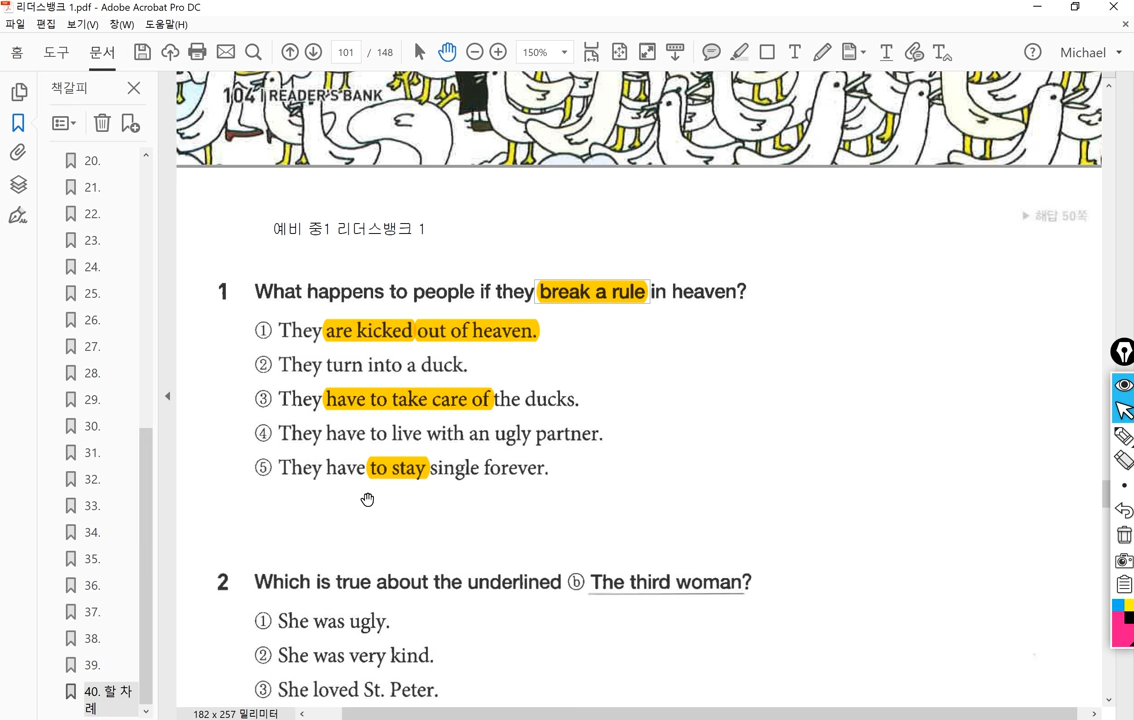 리더스뱅크 1.pdf - Adobe Acrobat Pro DC
파일 편집 보기(V) 창(W) 도움말(H)
홈 도구 문서 101 / 148 150% Michael
책갈피
20.
21.
22.
23.
24.
25.
26.
27.
28.
29.
30.
31.
32.
33.
34.
35.
36.
37.
38.
39.
40. 할 차
례
104 | READER'S BANK
▶ 해답 50쪽
예비 중1 리더스뱅크 1
1 What happens to people if they break a rule in heaven?
① They are kicked out of heaven.
② They turn into a duck.
③ They have to take care of the ducks.
④ They have to live with an ugly partner.
⑤ They have to stay single forever.
2 Which is true about the underlined ⓑ The third woman?
① She was ugly.
② She was very kind.
③ She loved St. Peter.
182 x 257 밀리미터